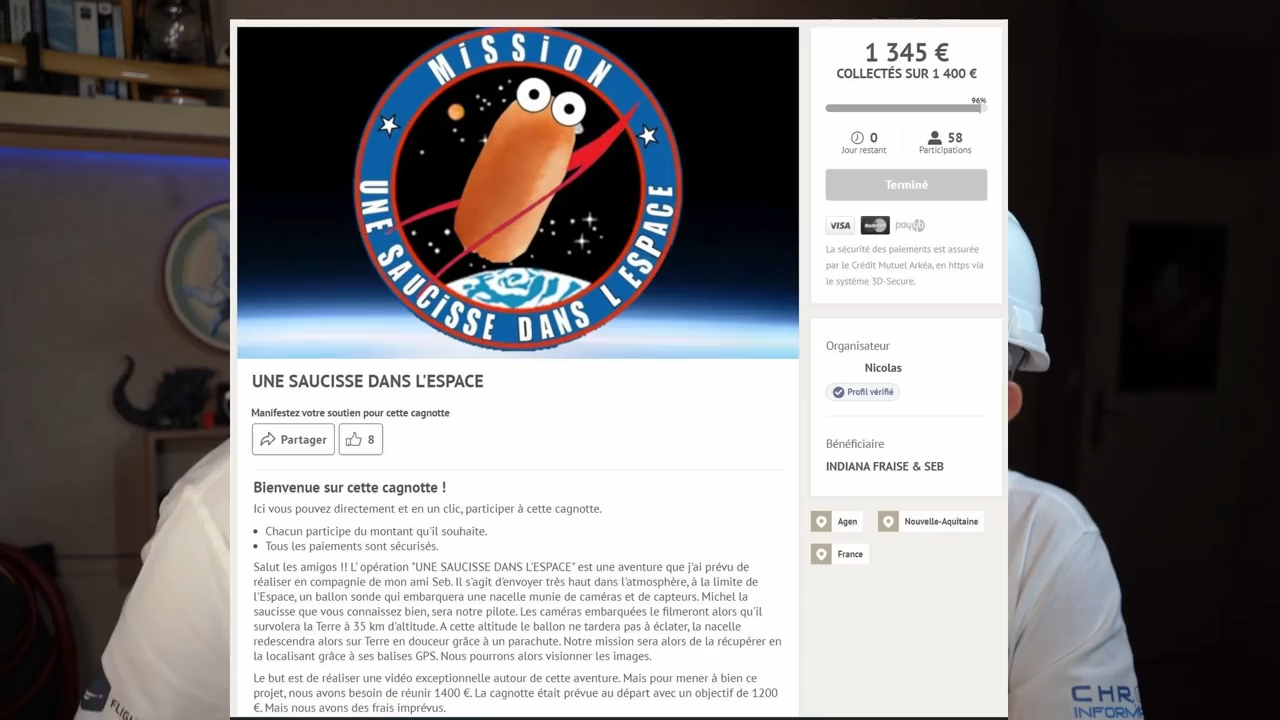 MiSSiON
UNE SAUCiSSE DANS L'ESPACE
1 345 €
COLLECTÉS SUR 1 400 €
96%
0
Jour restant
58
Participations
Terminé
VISA
MasterCard
paylib
La sécurité des paiements est assurée
par le Crédit Mutuel Arkéa, en https via
le système 3D-Secure.
UNE SAUCISSE DANS L'ESPACE
Manifestez votre soutien pour cette cagnotte
Partager
8
Bienvenue sur cette cagnotte !
Ici vous pouvez directement et en un clic, participer à cette cagnotte.
• Chacun participe du montant qu'il souhaite.
• Tous les paiements sont sécurisés.
Salut les amigos !! L' opération "UNE SAUCISSE DANS L'ESPACE" est une aventure que j'ai prévu de
réaliser en compagnie de mon ami Seb. Il s'agit d'envoyer très haut dans l'atmosphère, à la limite de
l'Espace, un ballon sonde qui embarquera une nacelle munie de caméras et de capteurs. Michel la
saucisse que vous connaissez bien, sera notre pilote. Les caméras embarquées le filmeront alors qu'il
survolera la Terre à 35 km d'altitude. A cette altitude le ballon ne tardera pas à éclater, la nacelle
redescendra alors sur Terre en douceur grâce à un parachute. Notre mission sera alors de la récupérer en
la localisant grâce à ses balises GPS. Nous pourrons alors visionner les images.
Le but est de réaliser une vidéo exceptionnelle autour de cette aventure. Mais pour mener à bien ce
projet, nous avons besoin de réunir 1400 €. La cagnotte était prévue au départ avec un objectif de 1200
€. Mais nous avons des frais imprévus.
Organisateur
Nicolas
Profil vérifié
Bénéficiaire
INDIANA FRAISE & SEB
Agen
Nouvelle-Aquitaine
France